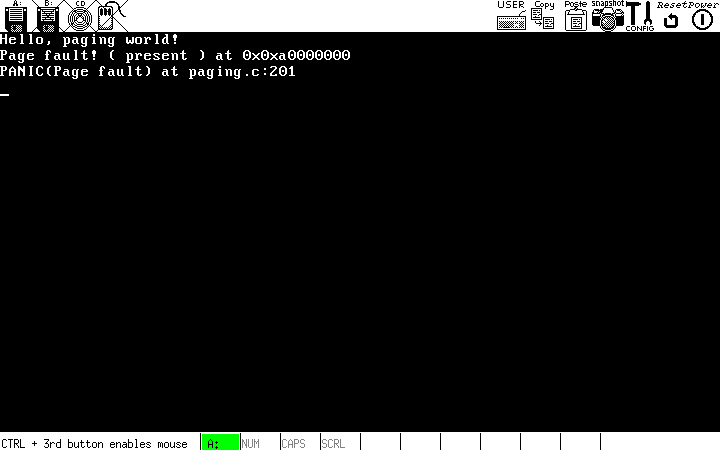 A: B: CD USER Copy Paste snapshot CONFIG Reset Power
Hello, paging world!
Page fault! ( present ) at 0x0xa0000000
PANIC(Page fault) at paging.c:201
CTRL + 3rd button enables mouse A: NUM CAPS SCRL